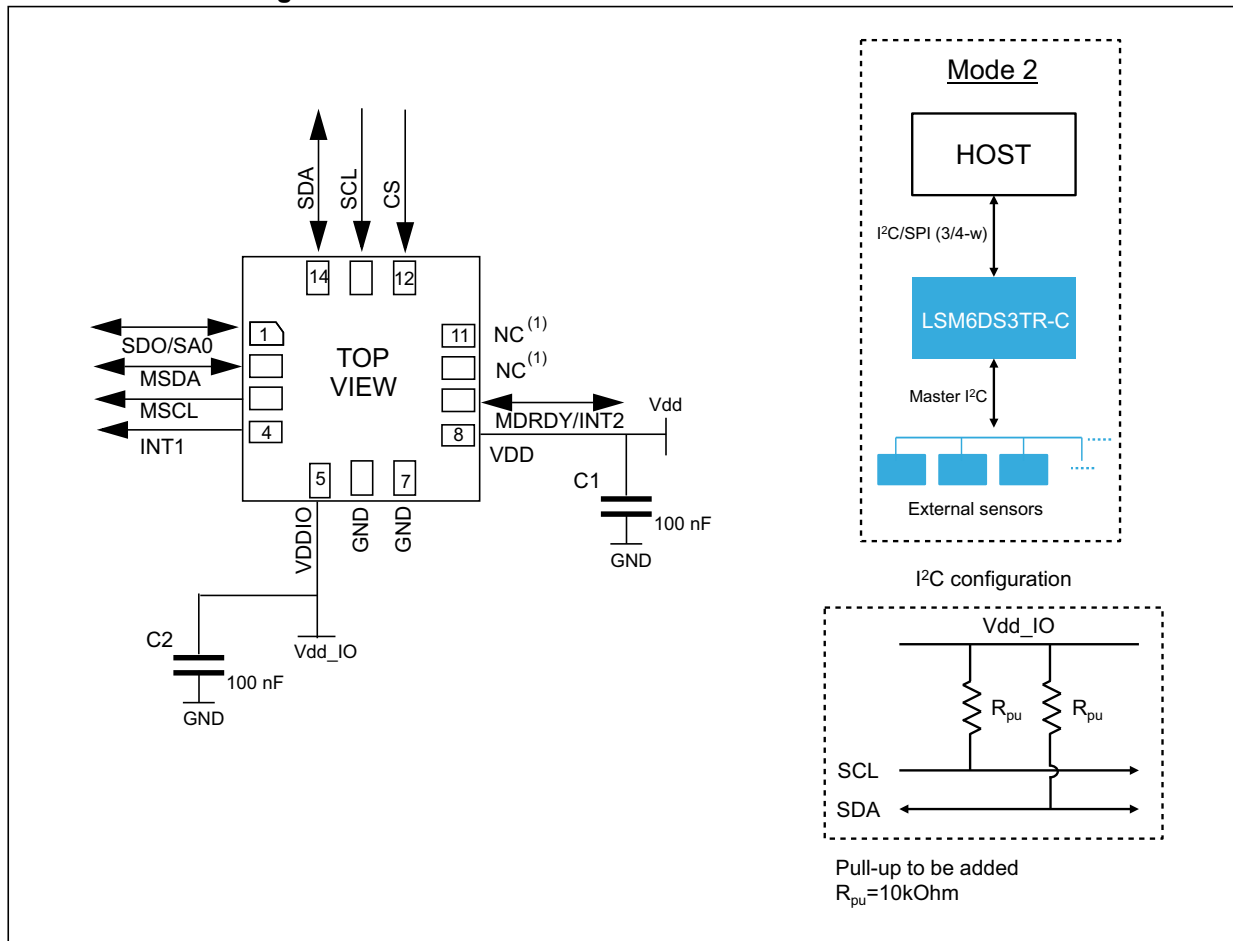 SDA
SCL
CS
14
12
1
11
NC(1)
SDO/SA0
TOP
VIEW
NC(1)
MSDA
MSCL
MDRDY/INT2
Vdd
4
8
INT1
VDD
5
7
C1
100 nF
VDDIO
GND
GND
GND
C2
Vdd_IO
100 nF
GND
Mode 2
HOST
I²C/SPI (3/4-w)
LSM6DS3TR-C
Master I²C
External sensors
I²C configuration
Vdd_IO
Rpu
Rpu
SCL
SDA
Pull-up to be added
Rpu=10kOhm